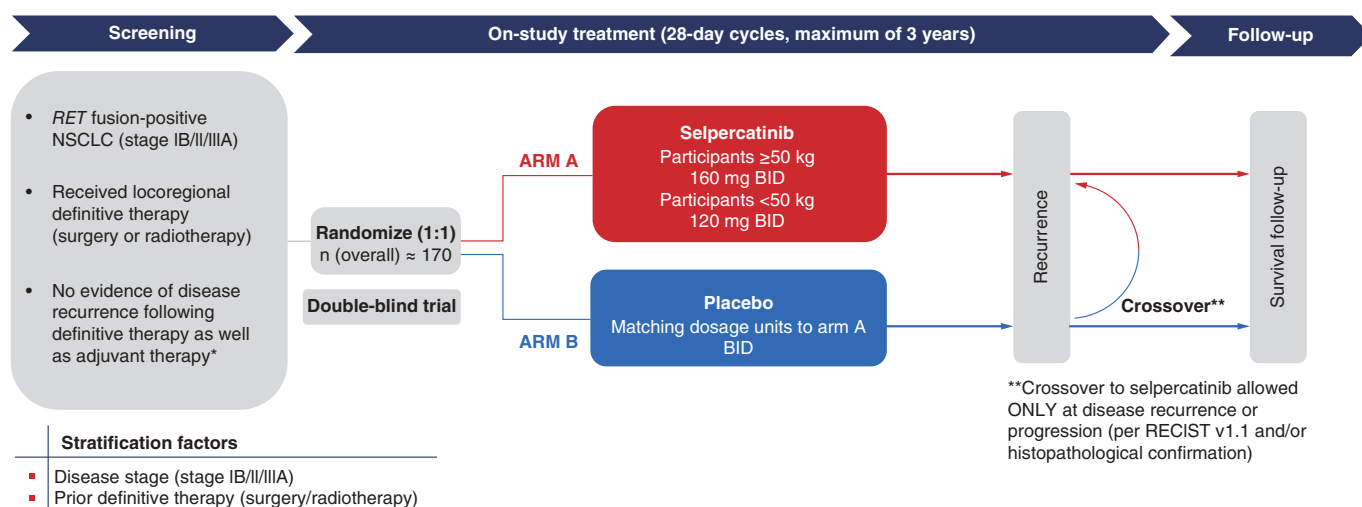 Screening
On-study treatment (28-day cycles, maximum of 3 years)
Follow-up
• RET fusion-positive
NSCLC (stage IB/II/IIIA)
• Received locoregional
definitive therapy
(surgery or radiotherapy)
• No evidence of disease
recurrence following
definitive therapy as well
as adjuvant therapy*
Randomize (1:1)
n (overall) ≈ 170
Double-blind trial
ARM A
Selpercatinib
Participants ≥50 kg
160 mg BID
Participants <50 kg
120 mg BID
ARM B
Placebo
Matching dosage units to arm A
BID
Recurrence
Crossover**
Survival follow-up
**Crossover to selpercatinib allowed
ONLY at disease recurrence or
progression (per RECIST v1.1 and/or
histopathological confirmation)
Stratification factors
Disease stage (stage IB/II/IIIA)
Prior definitive therapy (surgery/radiotherapy)